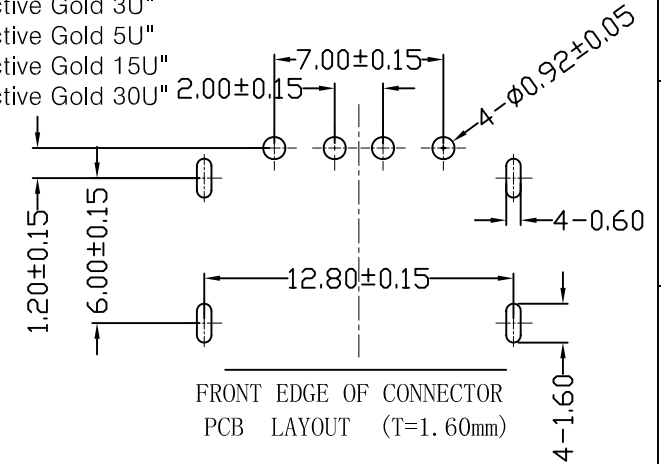 ctive Gold 3U"
ctive Gold 5U"
ctive Gold 15U"
ctive Gold 30U"
7.00±0.15
2.00±0.15
4-Ø0.92±0.05
1.20±0.15
6.00±0.15
4-0.60
12.80±0.15
4-1.60
FRONT EDGE OF CONNECTOR
PCB LAYOUT (T=1.60mm)